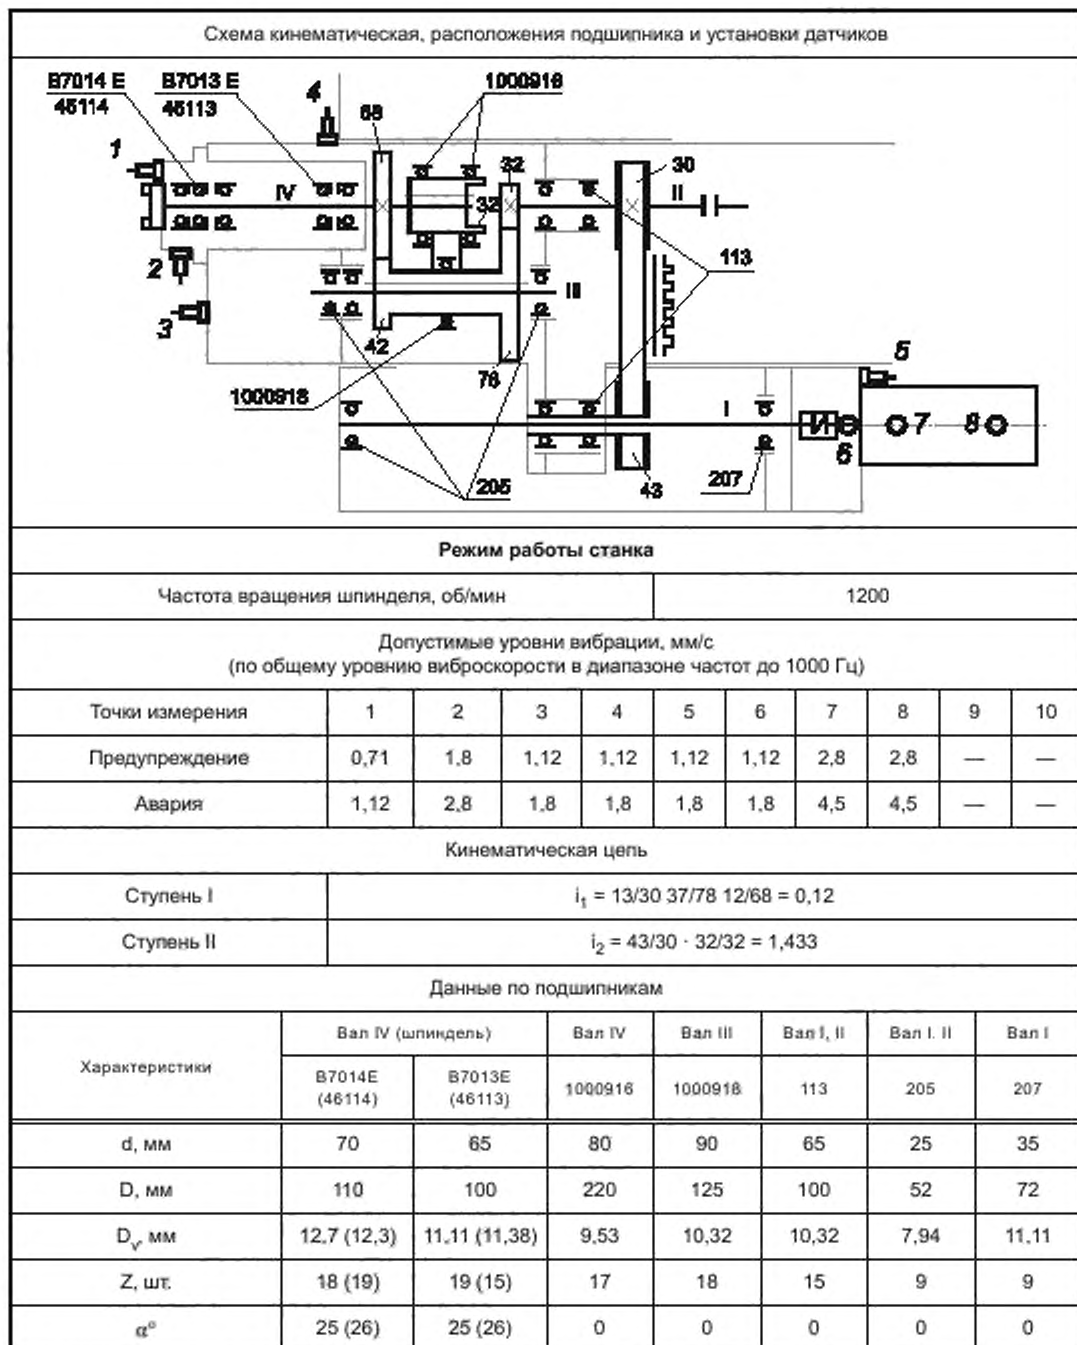 Схема кинематическая, расположения подшипника и установки датчиков
B7014 E
46114
B7013 E
46113
4
68
1000916
1
IV
32
32
30
II
113
2
III
3
42
76
1000918
5
I
И
6
7
8
205
207
43
Режим работы станка
Частота вращения шпинделя, об/мин 1200
Допустимые уровни вибрации, мм/с
(по общему уровнию виброскорости в диапазоне частот до 1000 Гц)
Точки измерения 1 2 3 4 5 6 7 8 9 10
Предупреждение 0,71 1,8 1,12 1,12 1,12 1,12 2,8 2,8 — —
Авария 1,12 2,8 1,8 1,8 1,8 1,8 4,5 4,5 — —
Кинематическая цепь
Ступень I i₁ = 13/30 37/78 12/68 = 0,12
Ступень II i₂ = 43/30 · 32/32 = 1,433
Данные по подшипникам
Характеристики Вал IV (шпиндель) Вал IV Вал III Вал I, II Вал I. II Вал I
B7014E (46114) B7013E (46113) 1000916 1000918 113 205 207
d, мм 70 65 80 90 65 25 35
D, мм 110 100 220 125 100 52 72
Dᵥ, мм 12,7 (12,3) 11,11 (11,38) 9,53 10,32 10,32 7,94 11,11
Z, шт. 18 (19) 19 (15) 17 18 15 9 9
α° 25 (26) 25 (26) 0 0 0 0 0